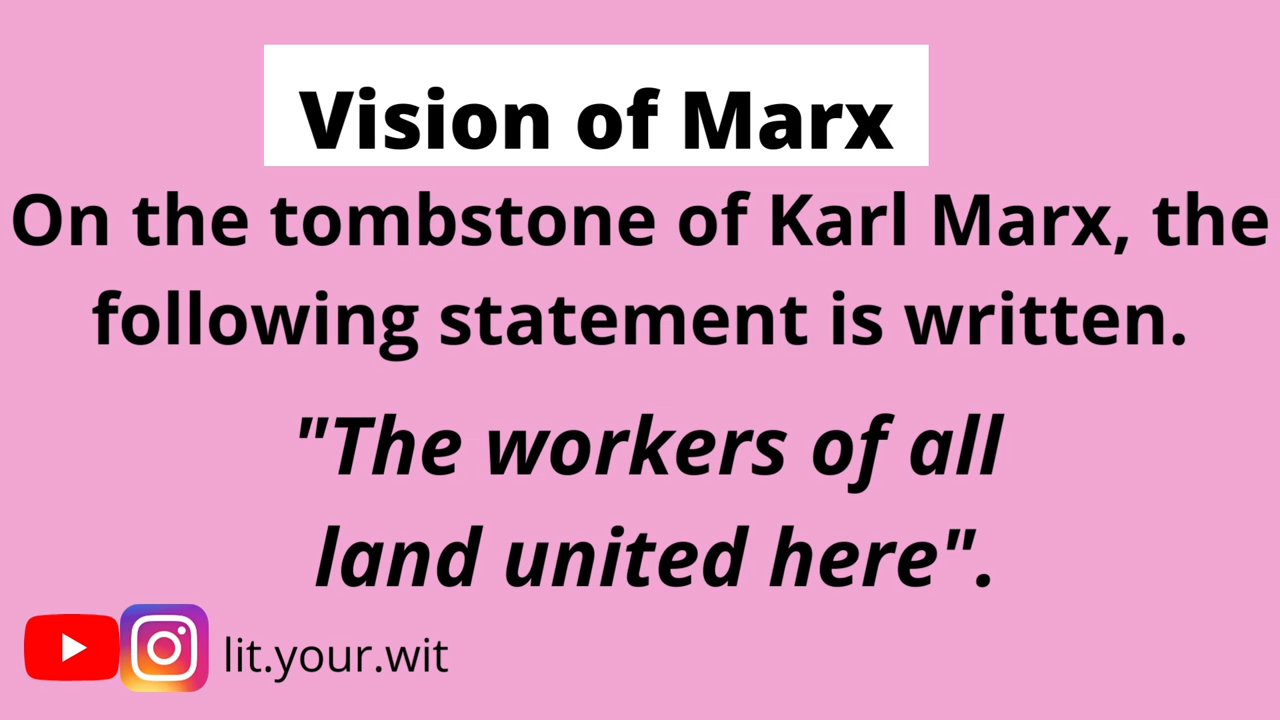 Vision of Marx
On the tombstone of Karl Marx, the
following statement is written.
"The workers of all
land united here".
lit.your.wit